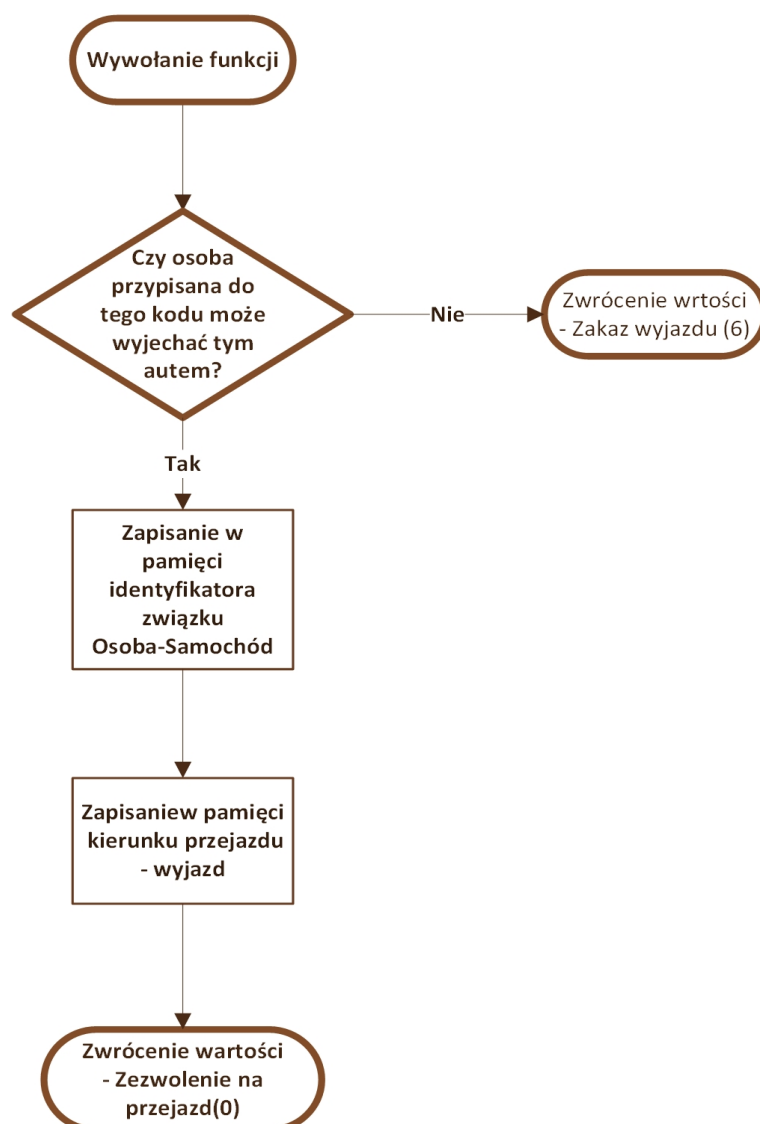 Wywołanie funkcji
Czy osoba
przypisana do
tego kodu może
wyjechać tym
autem?
Nie
Zwrócenie wrtości
- Zakaz wyjazdu (6)
Tak
Zapisanie w
pamięci
identyfikatora
związku
Osoba-Samochód
Zapisaniew pamięci
kierunku przejazdu
- wyjazd
Zwrócenie wartości
- Zezwolenie na
przejazd(0)